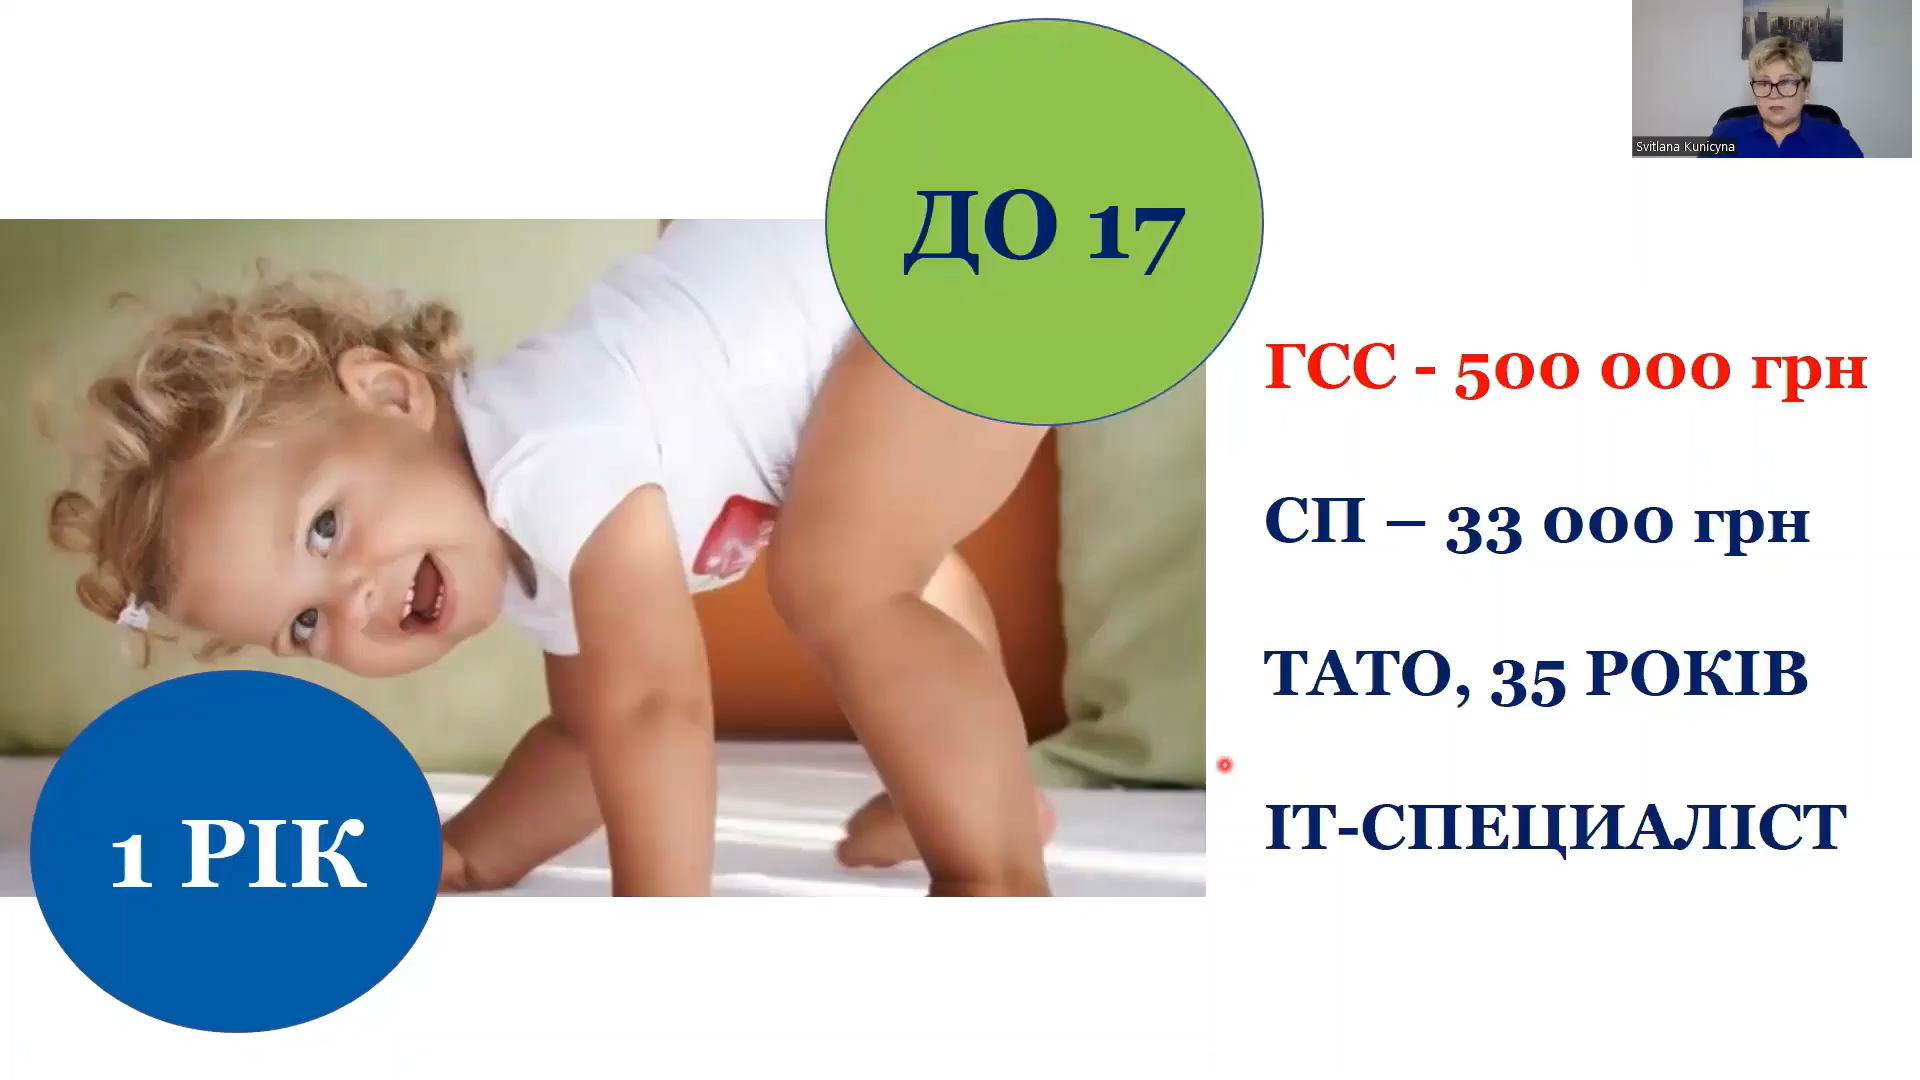 Svitlana Kunicyna
ДО 17
ГСС - 500 000 грн
СП – 33 000 грн
ТАТО, 35 РОКІВ
ІТ-СПЕЦИАЛІСТ
1 РІК